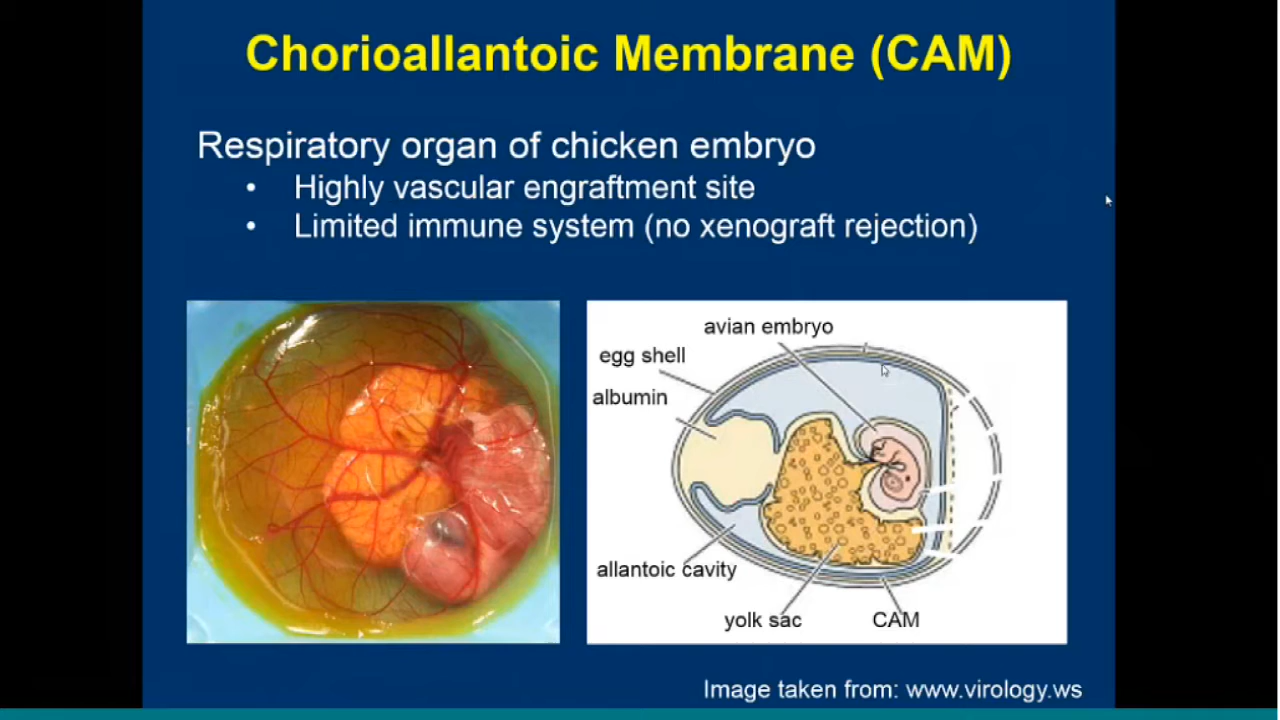 Chorioallantoic Membrane (CAM)
Respiratory organ of chicken embryo
• Highly vascular engraftment site
• Limited immune system (no xenograft rejection)
avian embryo
egg shell
albumin
allantoic cavity
yolk sac
CAM
Image taken from: www.virology.ws